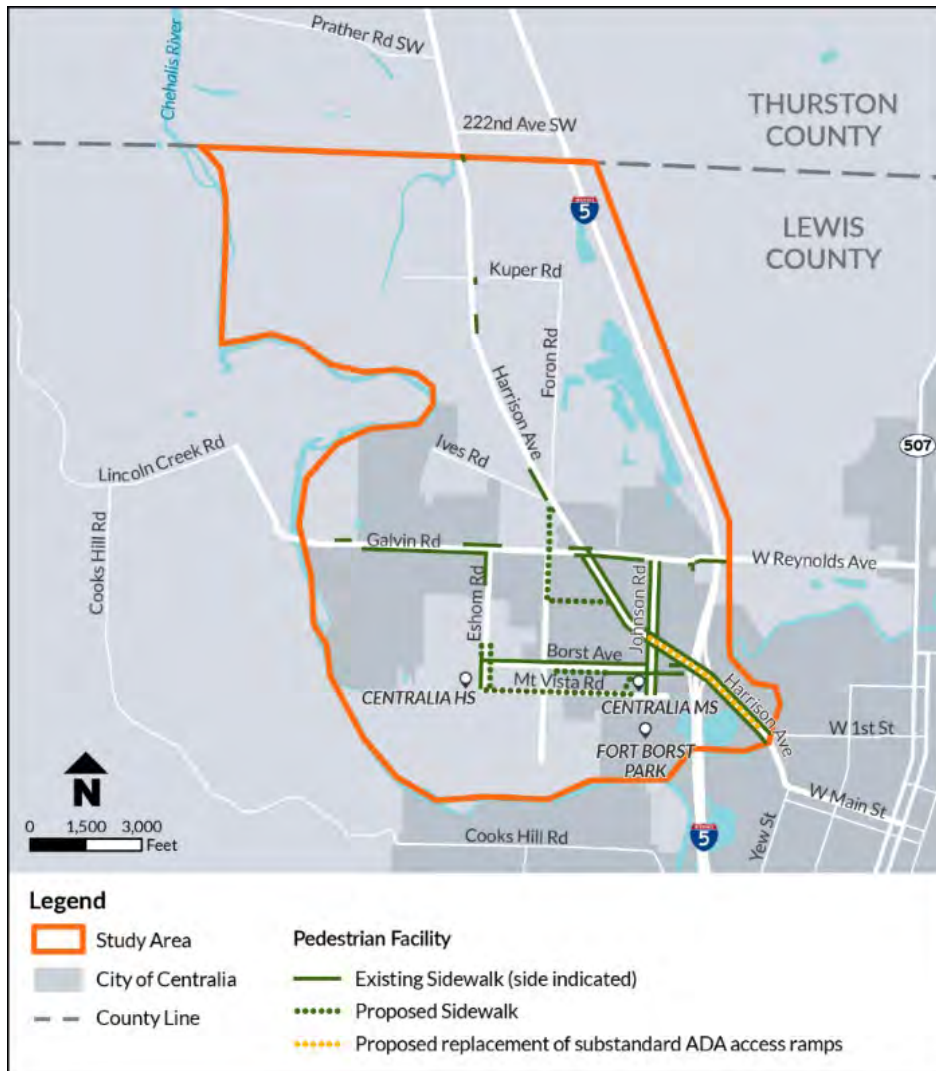 Prather Rd SW
Chehalis River
222nd Ave SW
THURSTON
COUNTY
INTERSTATE
5
LEWIS
COUNTY
Kuper Rd
Foron Rd
Harrison Ave
Ives Rd
Lincoln Creek Rd
507
Cooks Hill Rd
Galvin Rd
W Reynolds Ave
Eshom Rd
Johnson Rd
Borst Ave
Mt Vista Rd
CENTRALIA HS
CENTRALIA MS
Harrison Ave
FORT BORST
PARK
W 1st St
N
W Main St
Yew St
0 1,500 3,000
Feet
Cooks Hill Rd
INTERSTATE
5
Legend
Study Area
City of Centralia
County Line
Pedestrian Facility
Existing Sidewalk (side indicated)
Proposed Sidewalk
Proposed replacement of substandard ADA access ramps